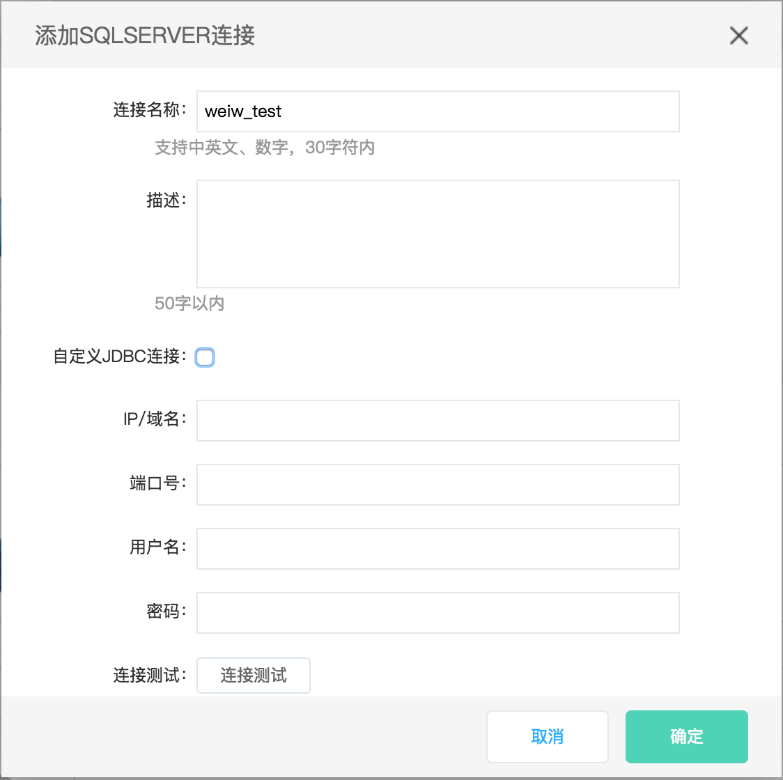 添加SQLSERVER连接
连接名称： weiw_test
支持中英文、数字，30字符内
描述：
50字以内
自定义JDBC连接：
IP/域名：
端口号：
用户名：
密码：
连接测试： 连接测试
取消 确定